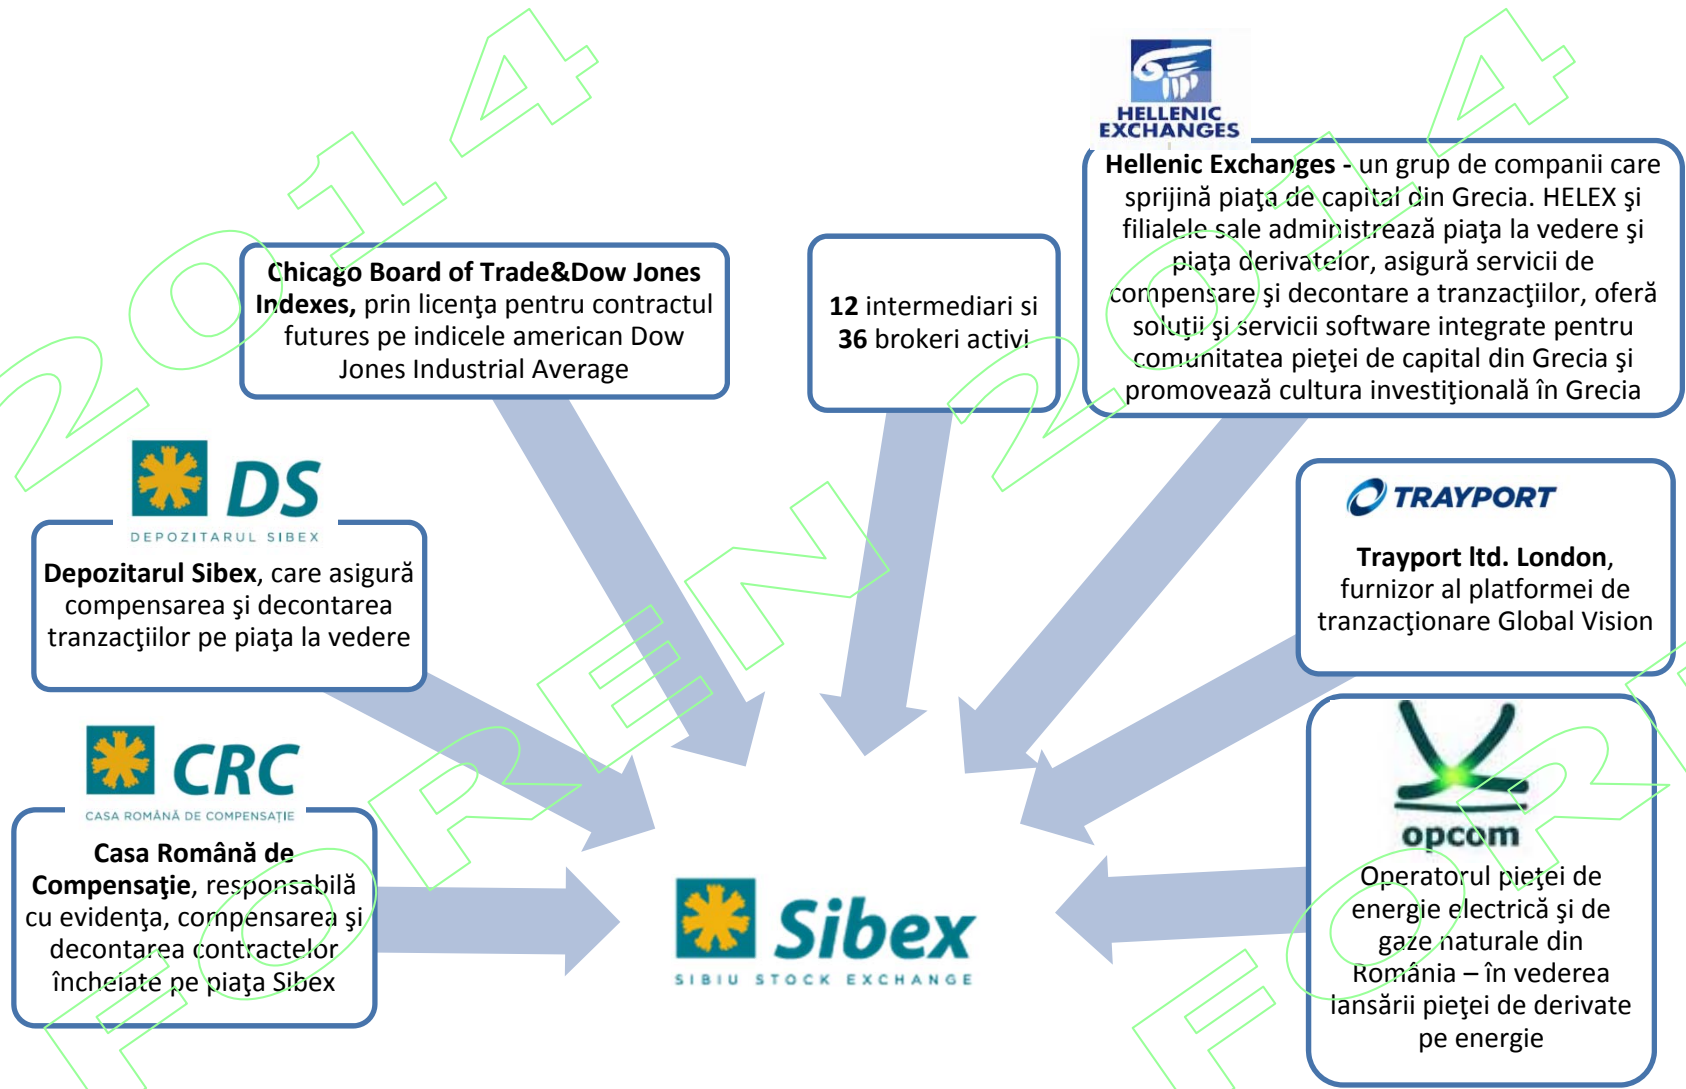 HELLENIC
EXCHANGES
Hellenic Exchanges - un grup de companii care
sprijină piaţa de capital din Grecia. HELEX şi
filialele sale administrează piaţa la vedere şi
piaţa derivatelor, asigură servicii de
compensare şi decontare a tranzacţiilor, oferă
soluţii şi servicii software integrate pentru
comunitatea pieţei de capital din Grecia şi
promovează cultura investiţională în Grecia
Chicago Board of Trade&Dow Jones
Indexes, prin licenţa pentru contractul
futures pe indicele american Dow
Jones Industrial Average
12 intermediari si
36 brokeri activi
DS
DEPOZITARUL SIBEX
Depozitarul Sibex, care asigură
compensarea şi decontarea
tranzacţiilor pe piaţa la vedere
TRAYPORT
Trayport ltd. London,
furnizor al platformei de
tranzacţionare Global Vision
CRC
CASA ROMÂNĂ DE COMPENSAŢIE
Casa Română de
Compensaţie, responsabilă
cu evidenţa, compensarea şi
decontarea contractelor
încheiate pe piaţa Sibex
opcom
Operatorul pieţei de
energie electrică şi de
gaze naturale din
România – în vederea
lansării pieţei de derivate
pe energie
Sibex
SIBIU STOCK EXCHANGE
2014
FOREN 2014
FORE